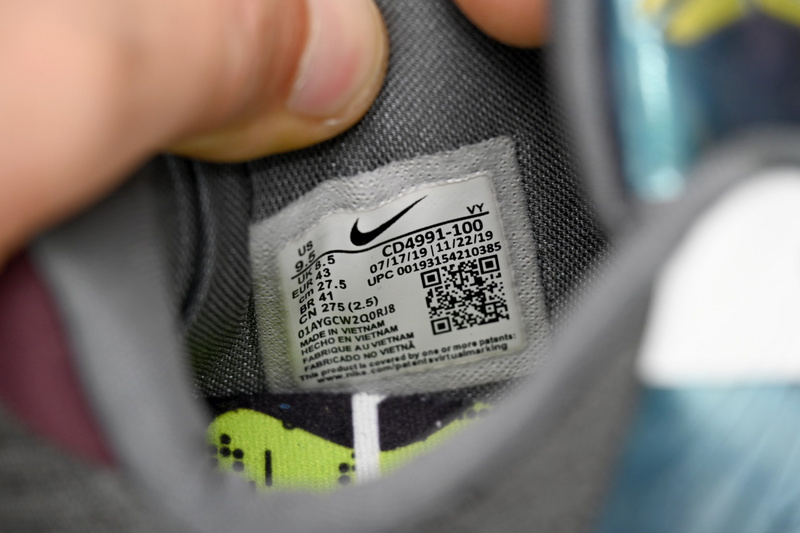 US
9.5
UK 8.5
EUR 43
cm 27.5
BR 41
CN 275 (2.5)
VY
CD4991-100
07/17/19 | 11/22/19
UPC 00193154210385
01AYGCW2Q0RJ8
MADE IN VIETNAM
HECHO EN VIETNAM
FABRIQUE AU VIETNAM
FABRICADO NO VIETNÃ
This product is covered by one or more patents:
www.nike.com/patentvirtualmarking